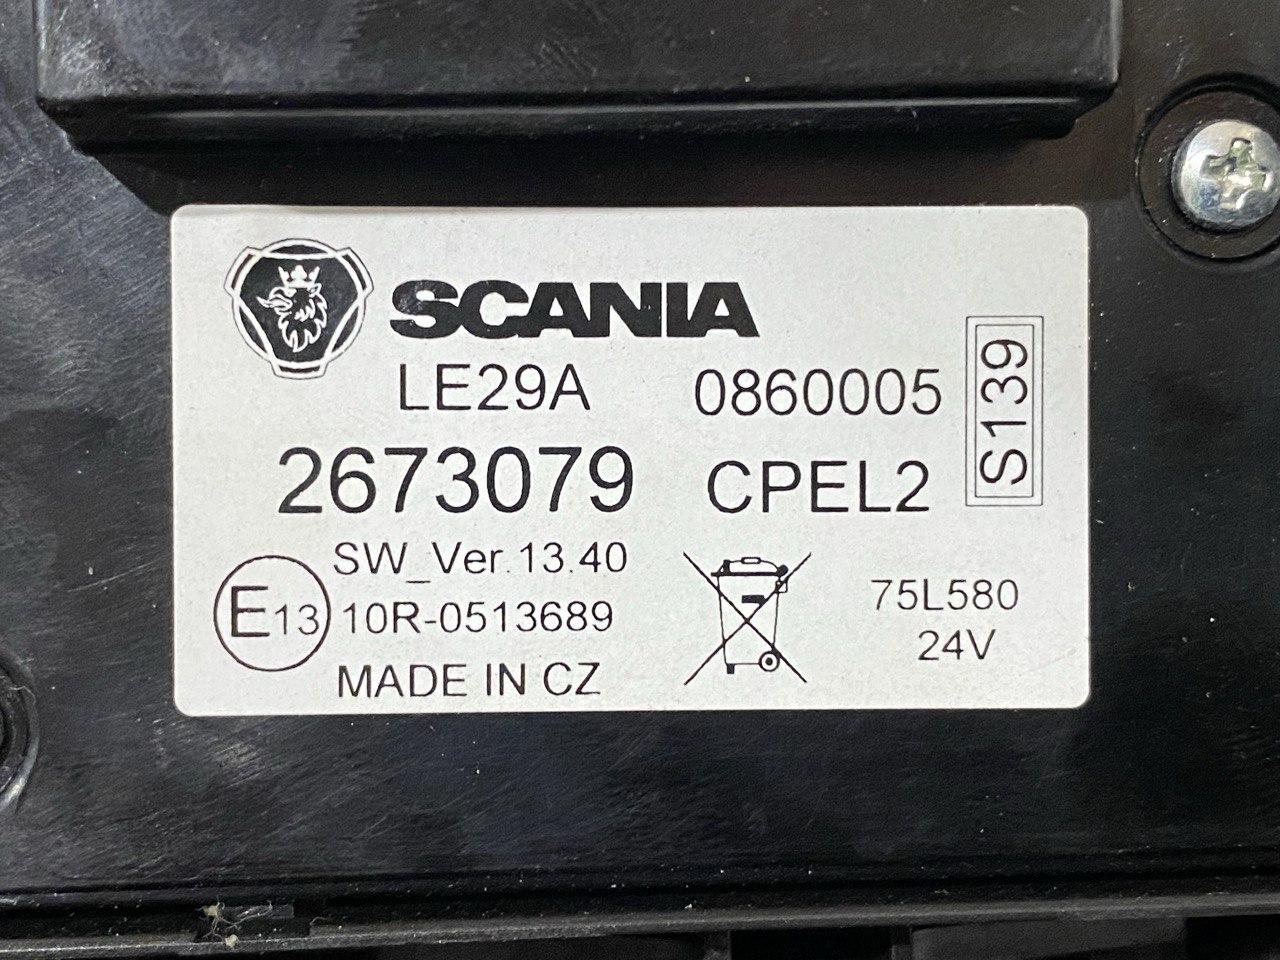 SCANIA
LE29A 0860005
S139
2673079 CPEL2
SW_Ver.13.40
E13 10R-0513689
75L580
24V
MADE IN CZ